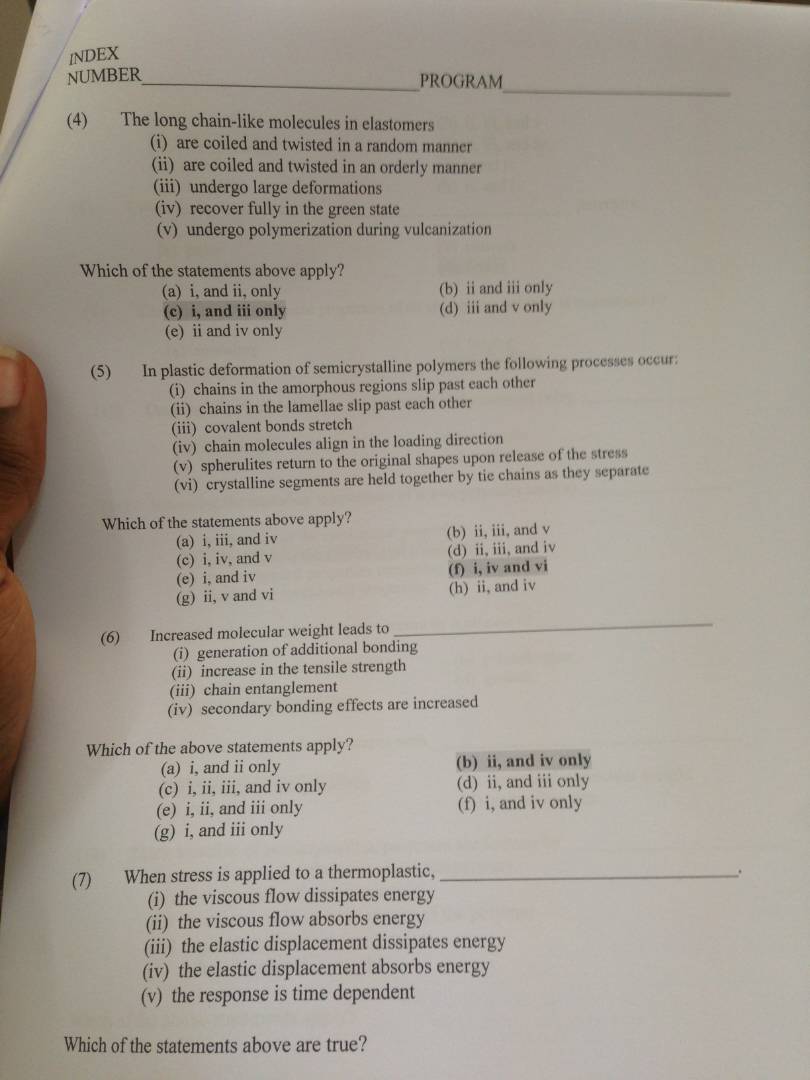 INDEX
NUMBER____________________PROGRAM____________________
(4) The long chain-like molecules in elastomers
(i) are coiled and twisted in a random manner
(ii) are coiled and twisted in an orderly manner
(iii) undergo large deformations
(iv) recover fully in the green state
(v) undergo polymerization during vulcanization
Which of the statements above apply?
(a) i, and ii, only (b) ii and iii only
(c) i, and iii only (d) iii and v only
(e) ii and iv only
(5) In plastic deformation of semicrystalline polymers the following processes occur:
(i) chains in the amorphous regions slip past each other
(ii) chains in the lamellae slip past each other
(iii) covalent bonds stretch
(iv) chain molecules align in the loading direction
(v) spherulites return to the original shapes upon release of the stress
(vi) crystalline segments are held together by tie chains as they separate
Which of the statements above apply?
(a) i, iii, and iv (b) ii, iii, and v
(c) i, iv, and v (d) ii, iii, and iv
(e) i, and iv (f) i, iv and vi
(g) ii, v and vi (h) ii, and iv
(6) Increased molecular weight leads to ____________________
(i) generation of additional bonding
(ii) increase in the tensile strength
(iii) chain entanglement
(iv) secondary bonding effects are increased
Which of the above statements apply?
(a) i, and ii only (b) ii, and iv only
(c) i, ii, iii, and iv only (d) ii, and iii only
(e) i, ii, and iii only (f) i, and iv only
(g) i, and iii only
(7) When stress is applied to a thermoplastic, ____________________.
(i) the viscous flow dissipates energy
(ii) the viscous flow absorbs energy
(iii) the elastic displacement dissipates energy
(iv) the elastic displacement absorbs energy
(v) the response is time dependent
Which of the statements above are true?